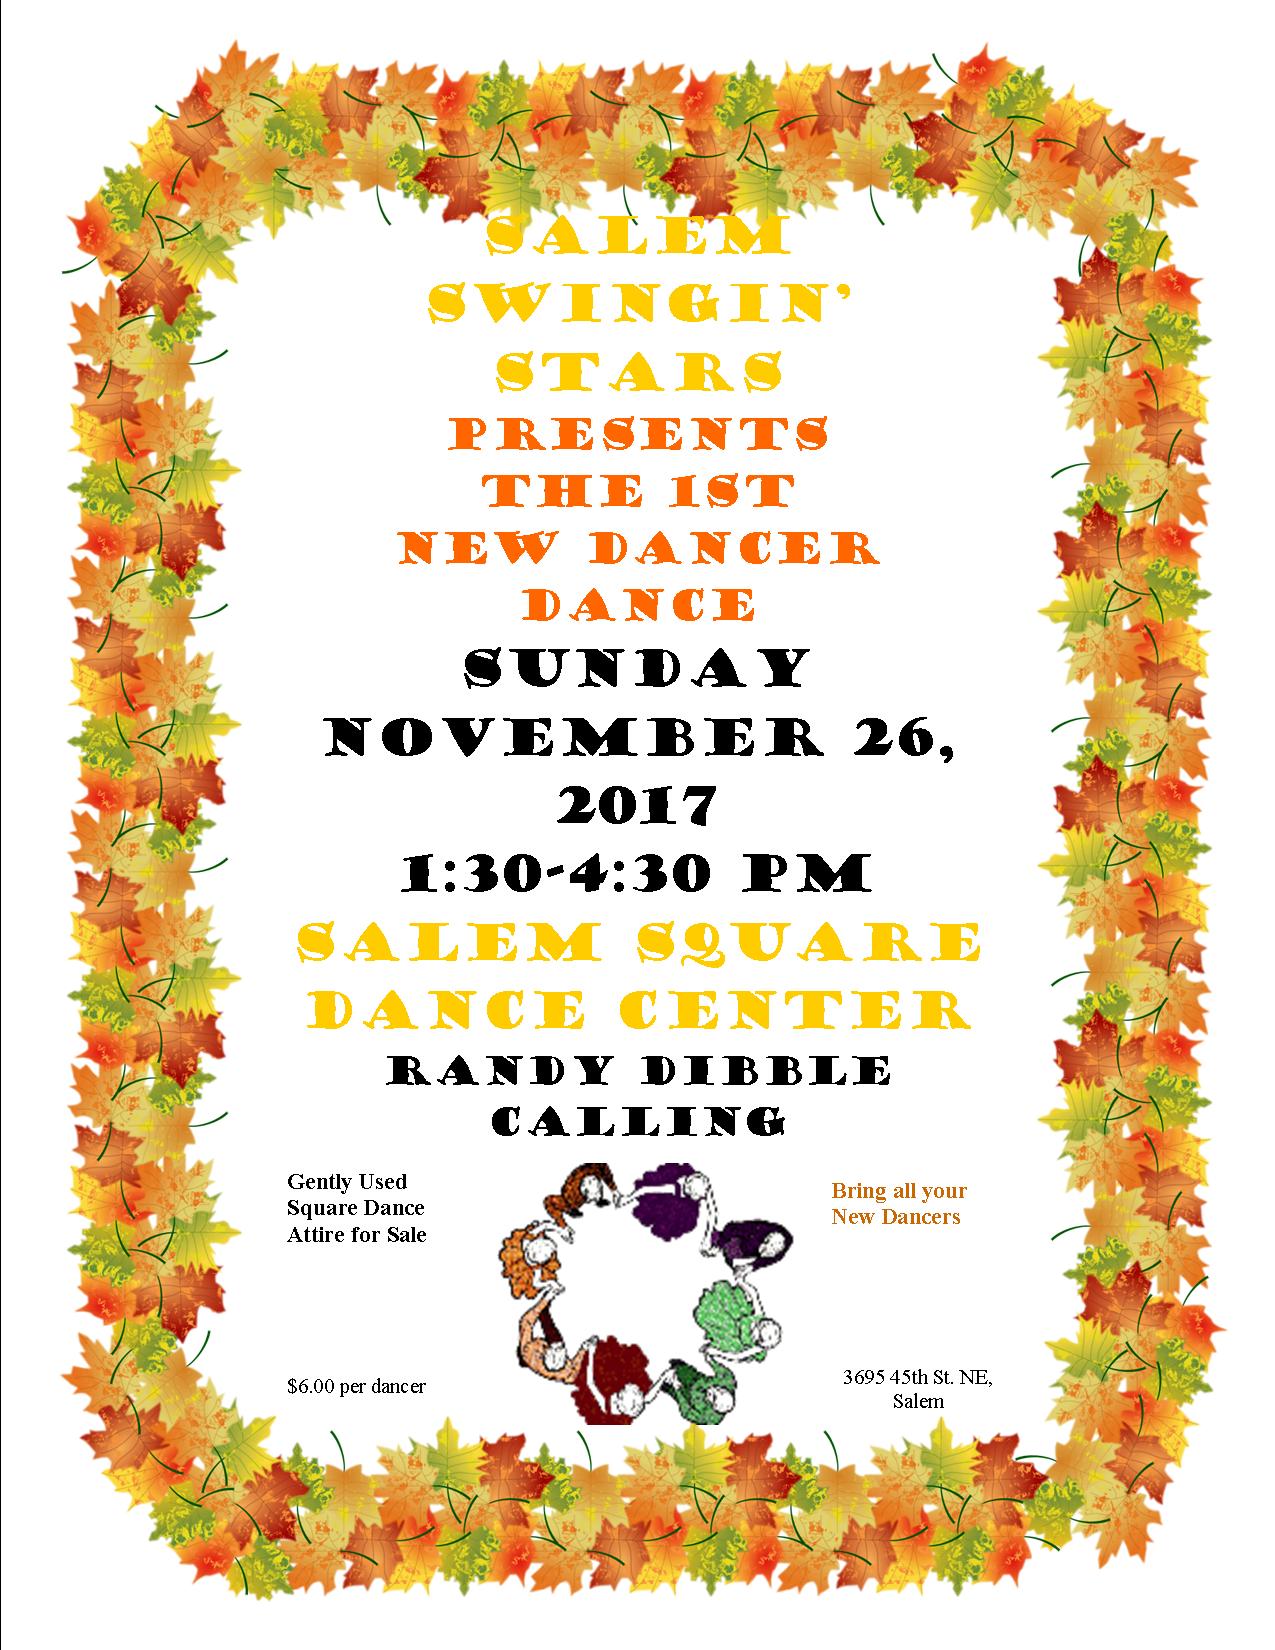 SALEM
SWINGIN'
STARS
PRESENTS
THE 1ST
NEW DANCER
DANCE
SUNDAY
NOVEMBER 26,
2017
1:30-4:30 PM
SALEM SQUARE
DANCE CENTER
RANDY DIBBLE
CALLING
Gently Used
Square Dance
Attire for Sale
Bring all your
New Dancers
$6.00 per dancer
3695 45th St. NE,
Salem